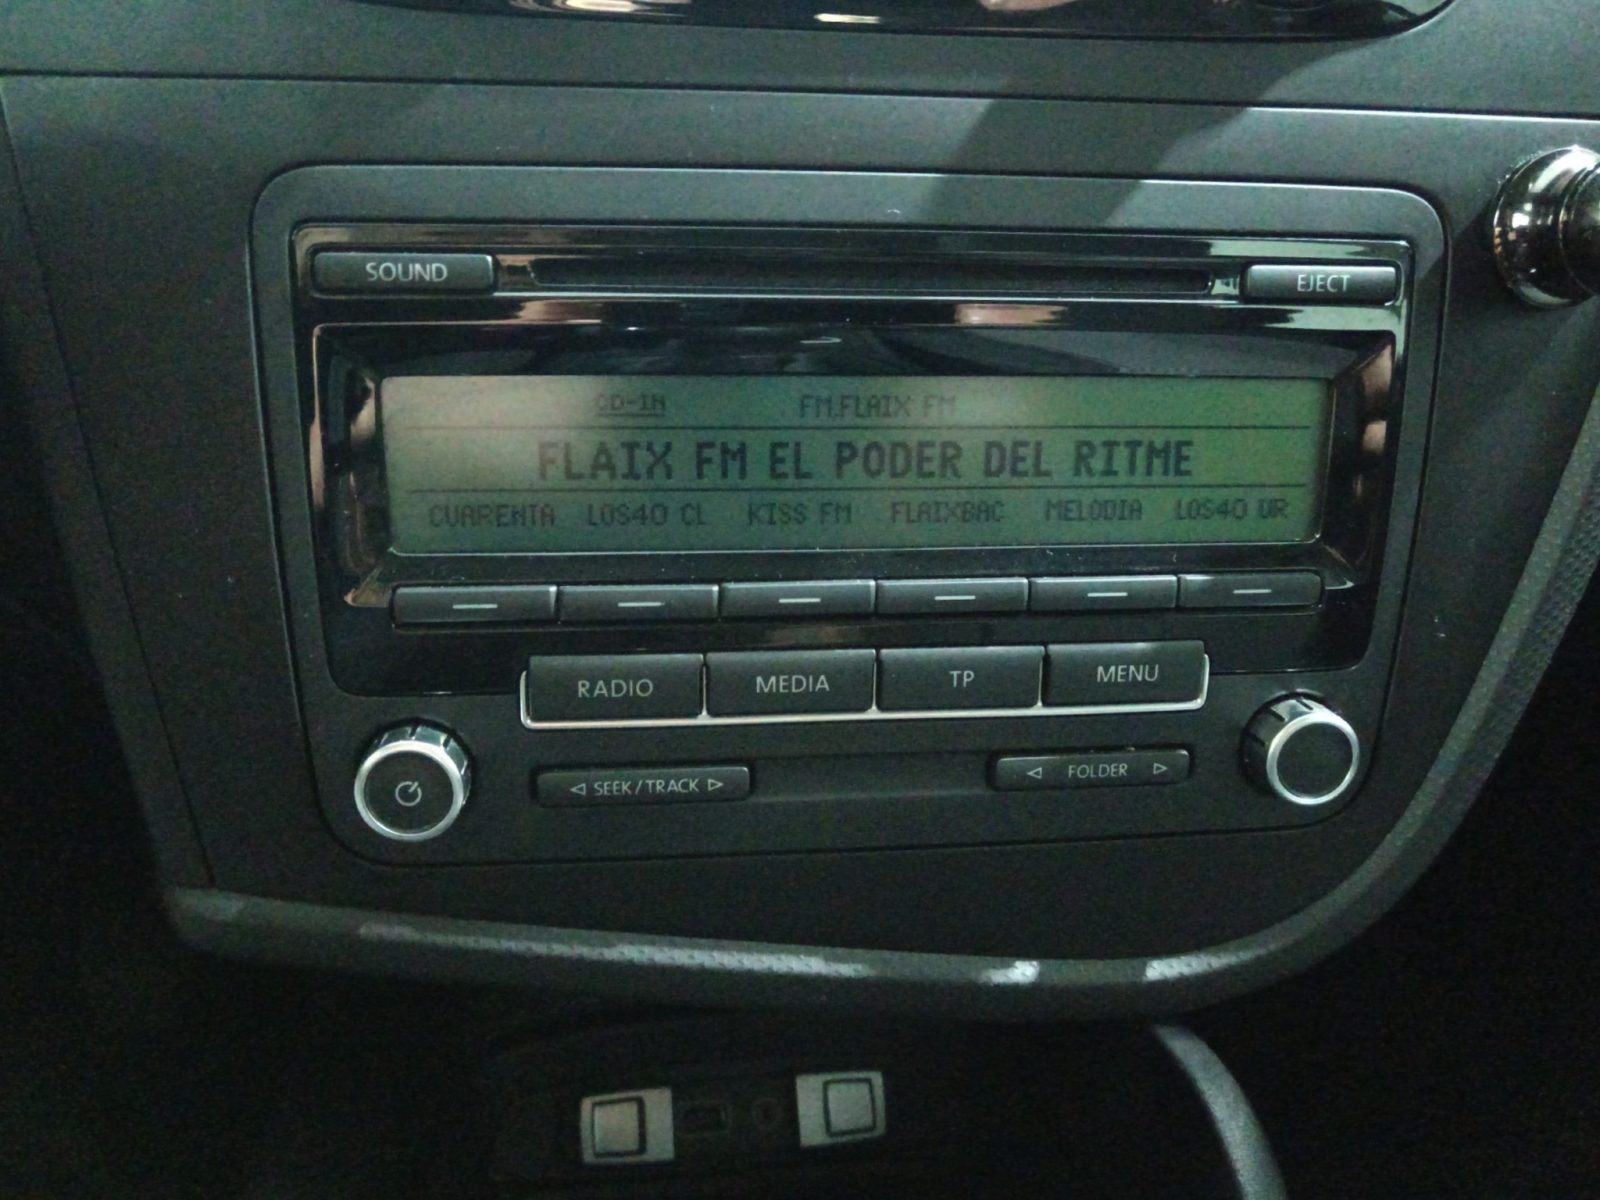 SOUND
EJECT
CD-IN FM:FLAIX FM
FLAIX FM EL PODER DEL RITME
CUARENTA LOS40 CL KISS FM FLAIXBAC MELODIA LOS40 UR
RADIO MEDIA TP MENU
SEEK/TRACK FOLDER